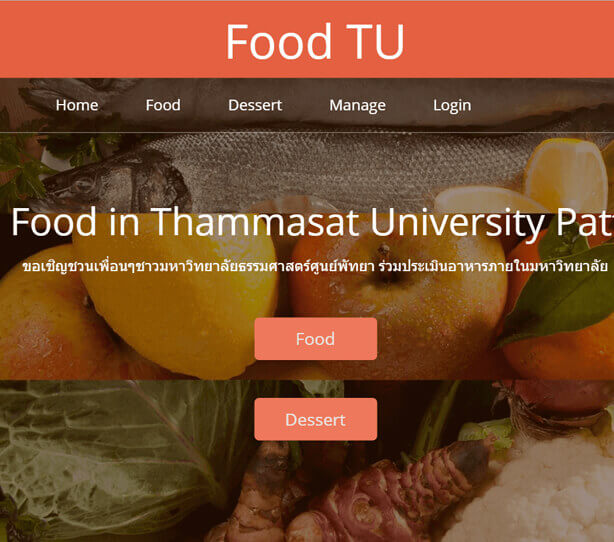 Food TU
Home Food Dessert Manage Login
Food in Thammasat University
ขอเชิญชวนเพื่อนๆชาวมหาวิทยาลัยธรรมศาสตร์ศูนย์พัทยา ร่วมประเมินอาหารภายในมหาวิทยาลัย
Food
Dessert